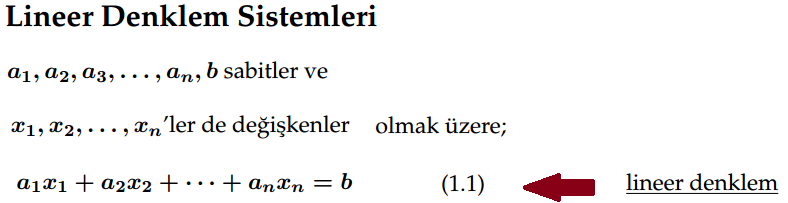 Lineer Denklem Sistemleri
a₁, a₂, a₃, . . . , aₙ, b sabitler ve
x₁, x₂, . . . , xₙ'ler de değişkenler olmak üzere;
a₁x₁ + a₂x₂ + · · · + aₙxₙ = b (1.1) lineer denklem